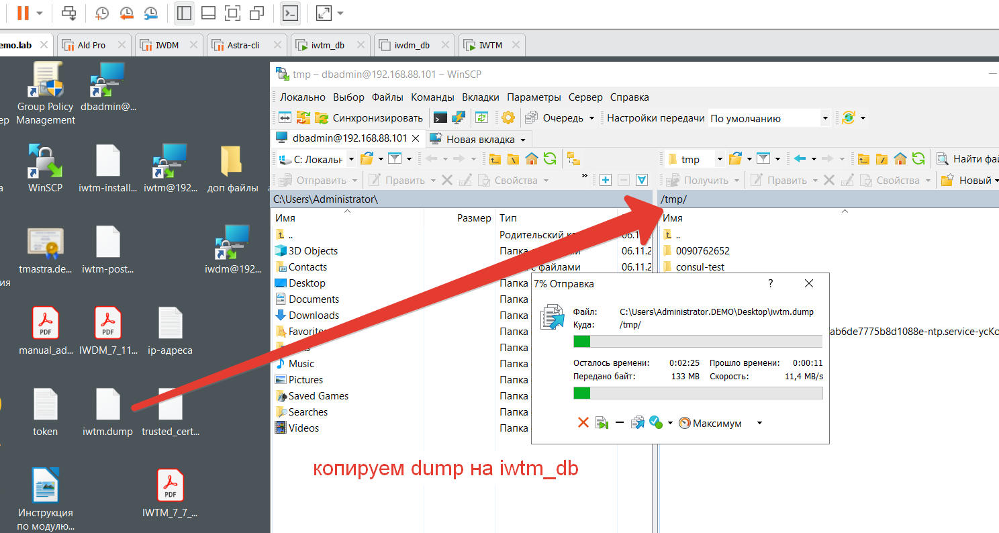 emo.lab
Ald Pro
IWDM
Astra-cli
iwtm_db
iwdm_db
IWTM
Group Policy
Management
ер
dbadmin@...
WinSCP
iwtm-install...
iwtm@192...
доп файлы
а
tmastra.de...
iwtm-post...
iwdm@192...
ия
manual_ad...
IWDM_7_11...
ip-адреса
token
iwtm.dump
trusted_cert...
Инструкция
по модулю...
IWTM_7_7_...
tmp – dbadmin@192.168.88.101 – WinSCP
Локально Выбор Файлы Команды Вкладки Параметры Сервер Справка
Синхронизировать
Очередь
Настройки передачи По умолчанию
dbadmin@192.168.88.101
Новая вкладка
C: Локальн
tmp
Найти фай
Отправить
Править
Свойства
»
Получить
Править
Свойства
Новый
C:\Users\Administrator\
/tmp/
Имя Размер Тип
Имя
.. Родительский ка 06.1
..
3D Objects Папка 06.11.2
0090762652
Contacts Папка с файлами 06.11.2
consul-test
Desktop Папка
Documents Папка
Downloads Папка
Favorites Папка
fab6de7775b8d1088e-ntp.service-ycKo
Папка
Music Папка
Pictures Папка
Saved Games Папка
Searches Папка
Videos Папка
7% Отправка
?
Файл: C:\Users\Administrator.DEMO\Desktop\iwtm.dump
Куда: /tmp/
Осталось времени: 0:02:25 Прошло времени: 0:00:11
Передано байт: 133 MB Скорость: 11,4 MB/s
Максимум
копируем dump на iwtm_db